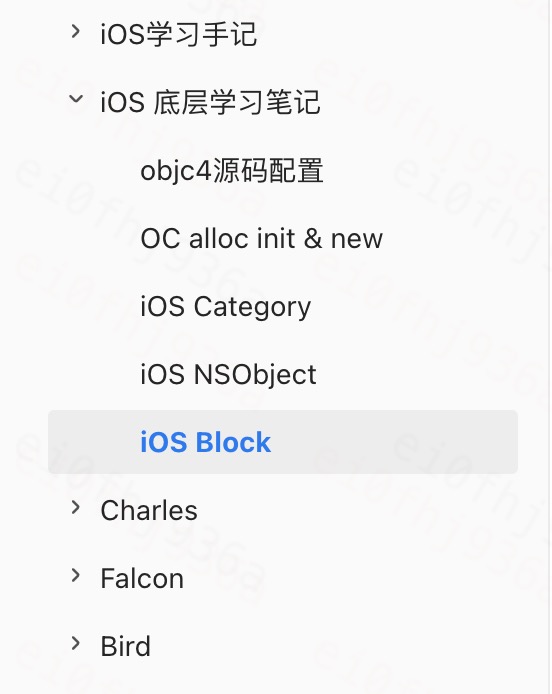 iOS学习手记
iOS 底层学习笔记
objc4源码配置
OC alloc init & new
iOS Category
iOS NSObject
iOS Block
Charles
Falcon
Bird